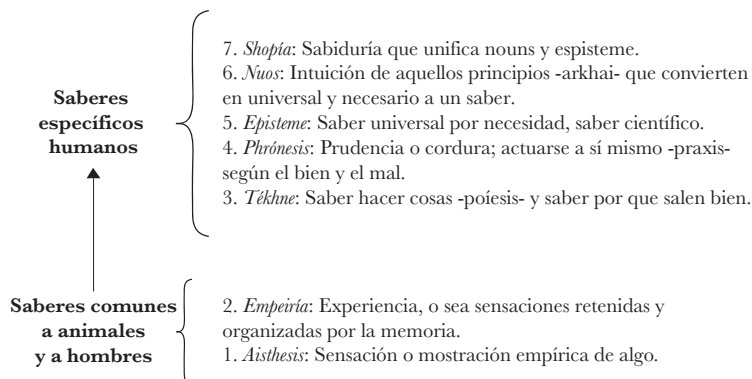 7. Shopía: Sabiduría que unifica nouns y espisteme.
6. Nuos: Intuición de aquellos principios -arkhai- que convierten
en universal y necesario a un saber.
5. Episteme: Saber universal por necesidad, saber científico.
4. Phrónesis: Prudencia o cordura; actuarse a sí mismo -praxis-
según el bien y el mal.
3. Tékhne: Saber hacer cosas -poíesis- y saber por que salen bien.
Saberes
específicos
humanos
2. Empeiría: Experiencia, o sea sensaciones retenidas y
organizadas por la memoria.
1. Aisthesis: Sensación o mostración empírica de algo.
Saberes comunes
a animales
y a hombres